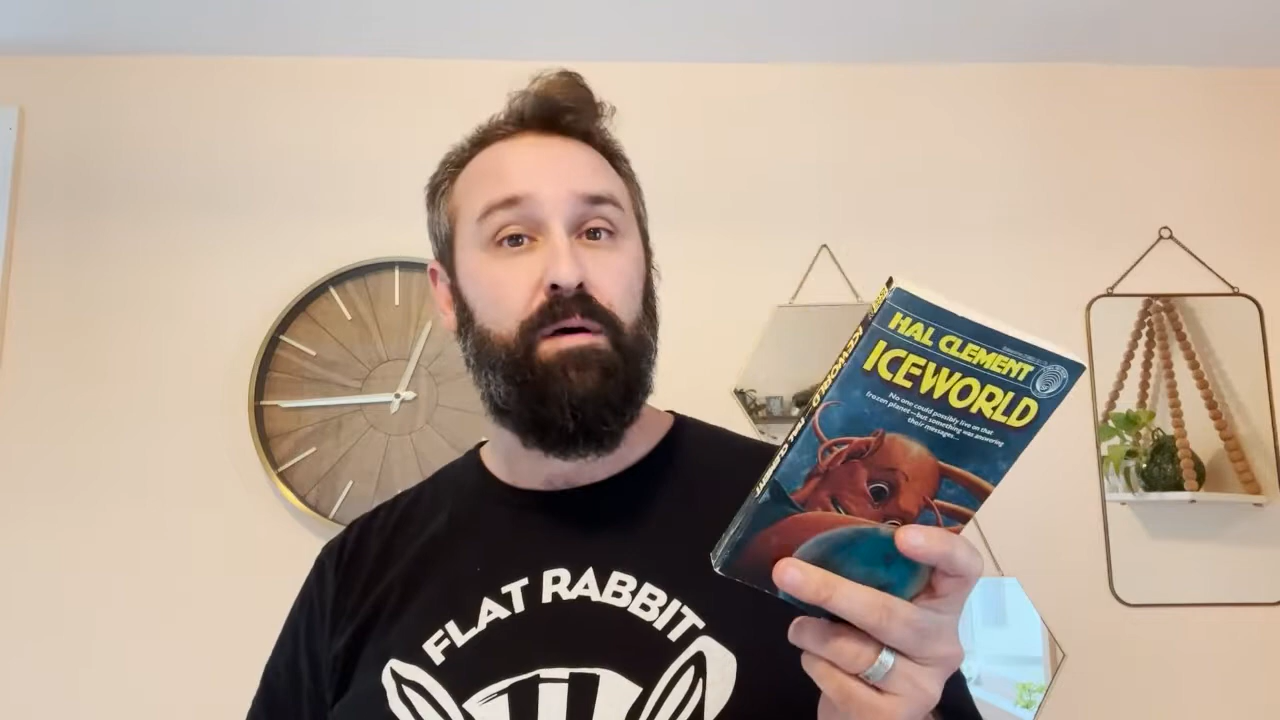 HAL CLEMENT
ICEWORLD
No one could possibly live on that
frozen planet—but something was answering
their messages...
ICEWORLD HAL CLEMENT
FLAT RABBIT